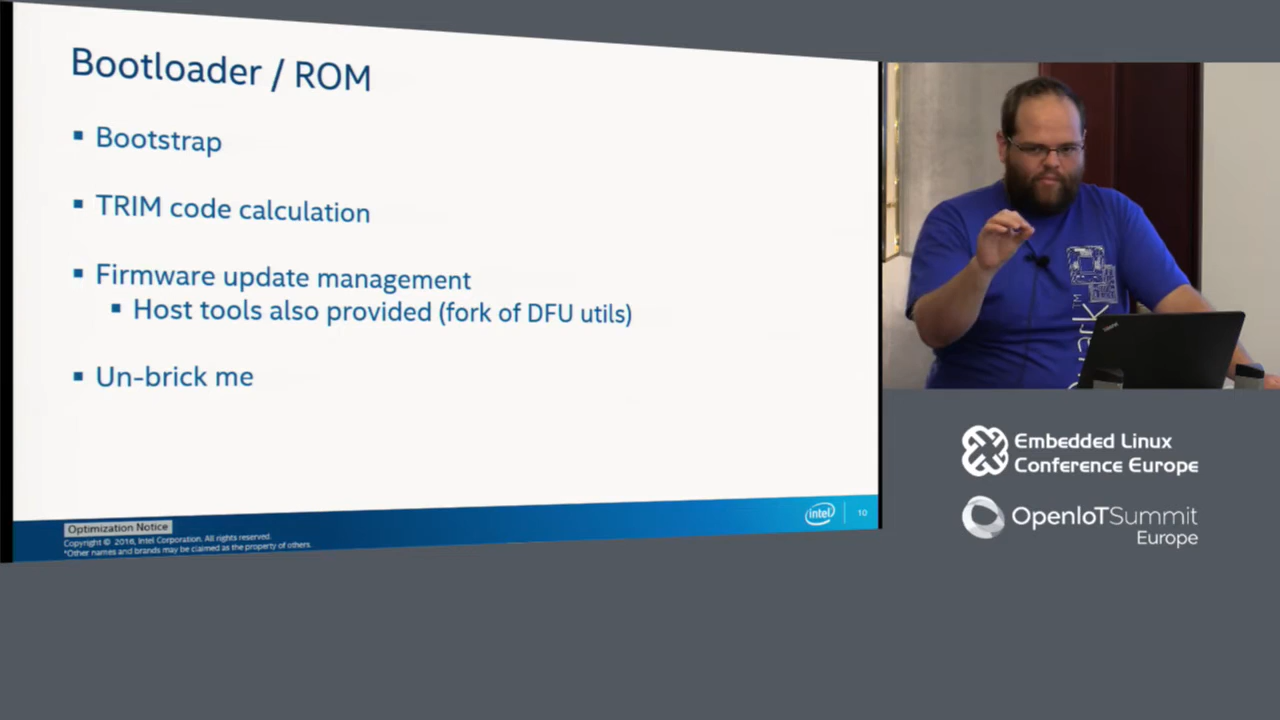 Bootloader / ROM
▪ Bootstrap
▪ TRIM code calculation
▪ Firmware update management
▪ Host tools also provided (fork of DFU utils)
▪ Un-brick me
Optimization Notice
Copyright © 2016, Intel Corporation. All rights reserved.
*Other names and brands may be claimed as the property of others.
intel
10
Embedded Linux
Conference Europe
OpenIoTSummit
Europe